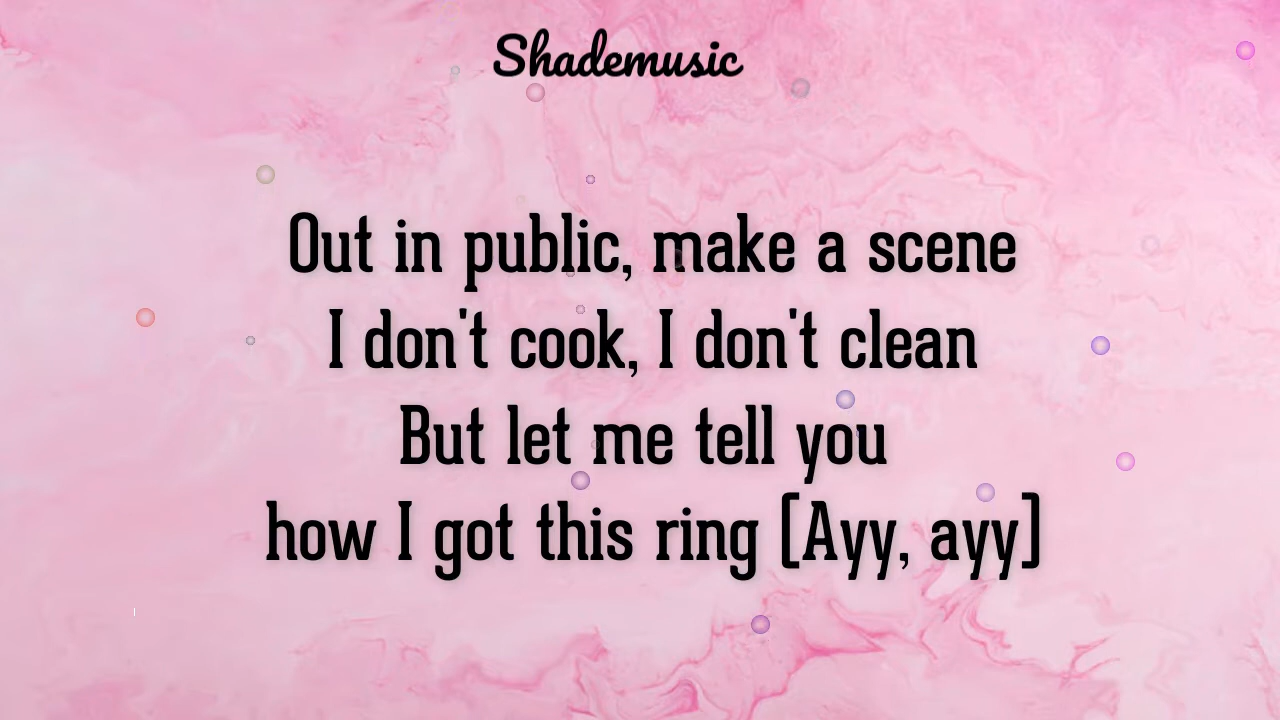 Shademusic
Out in public, make a scene
I don't cook, I don't clean
But let me tell you
how I got this ring [Ayy, ayy]